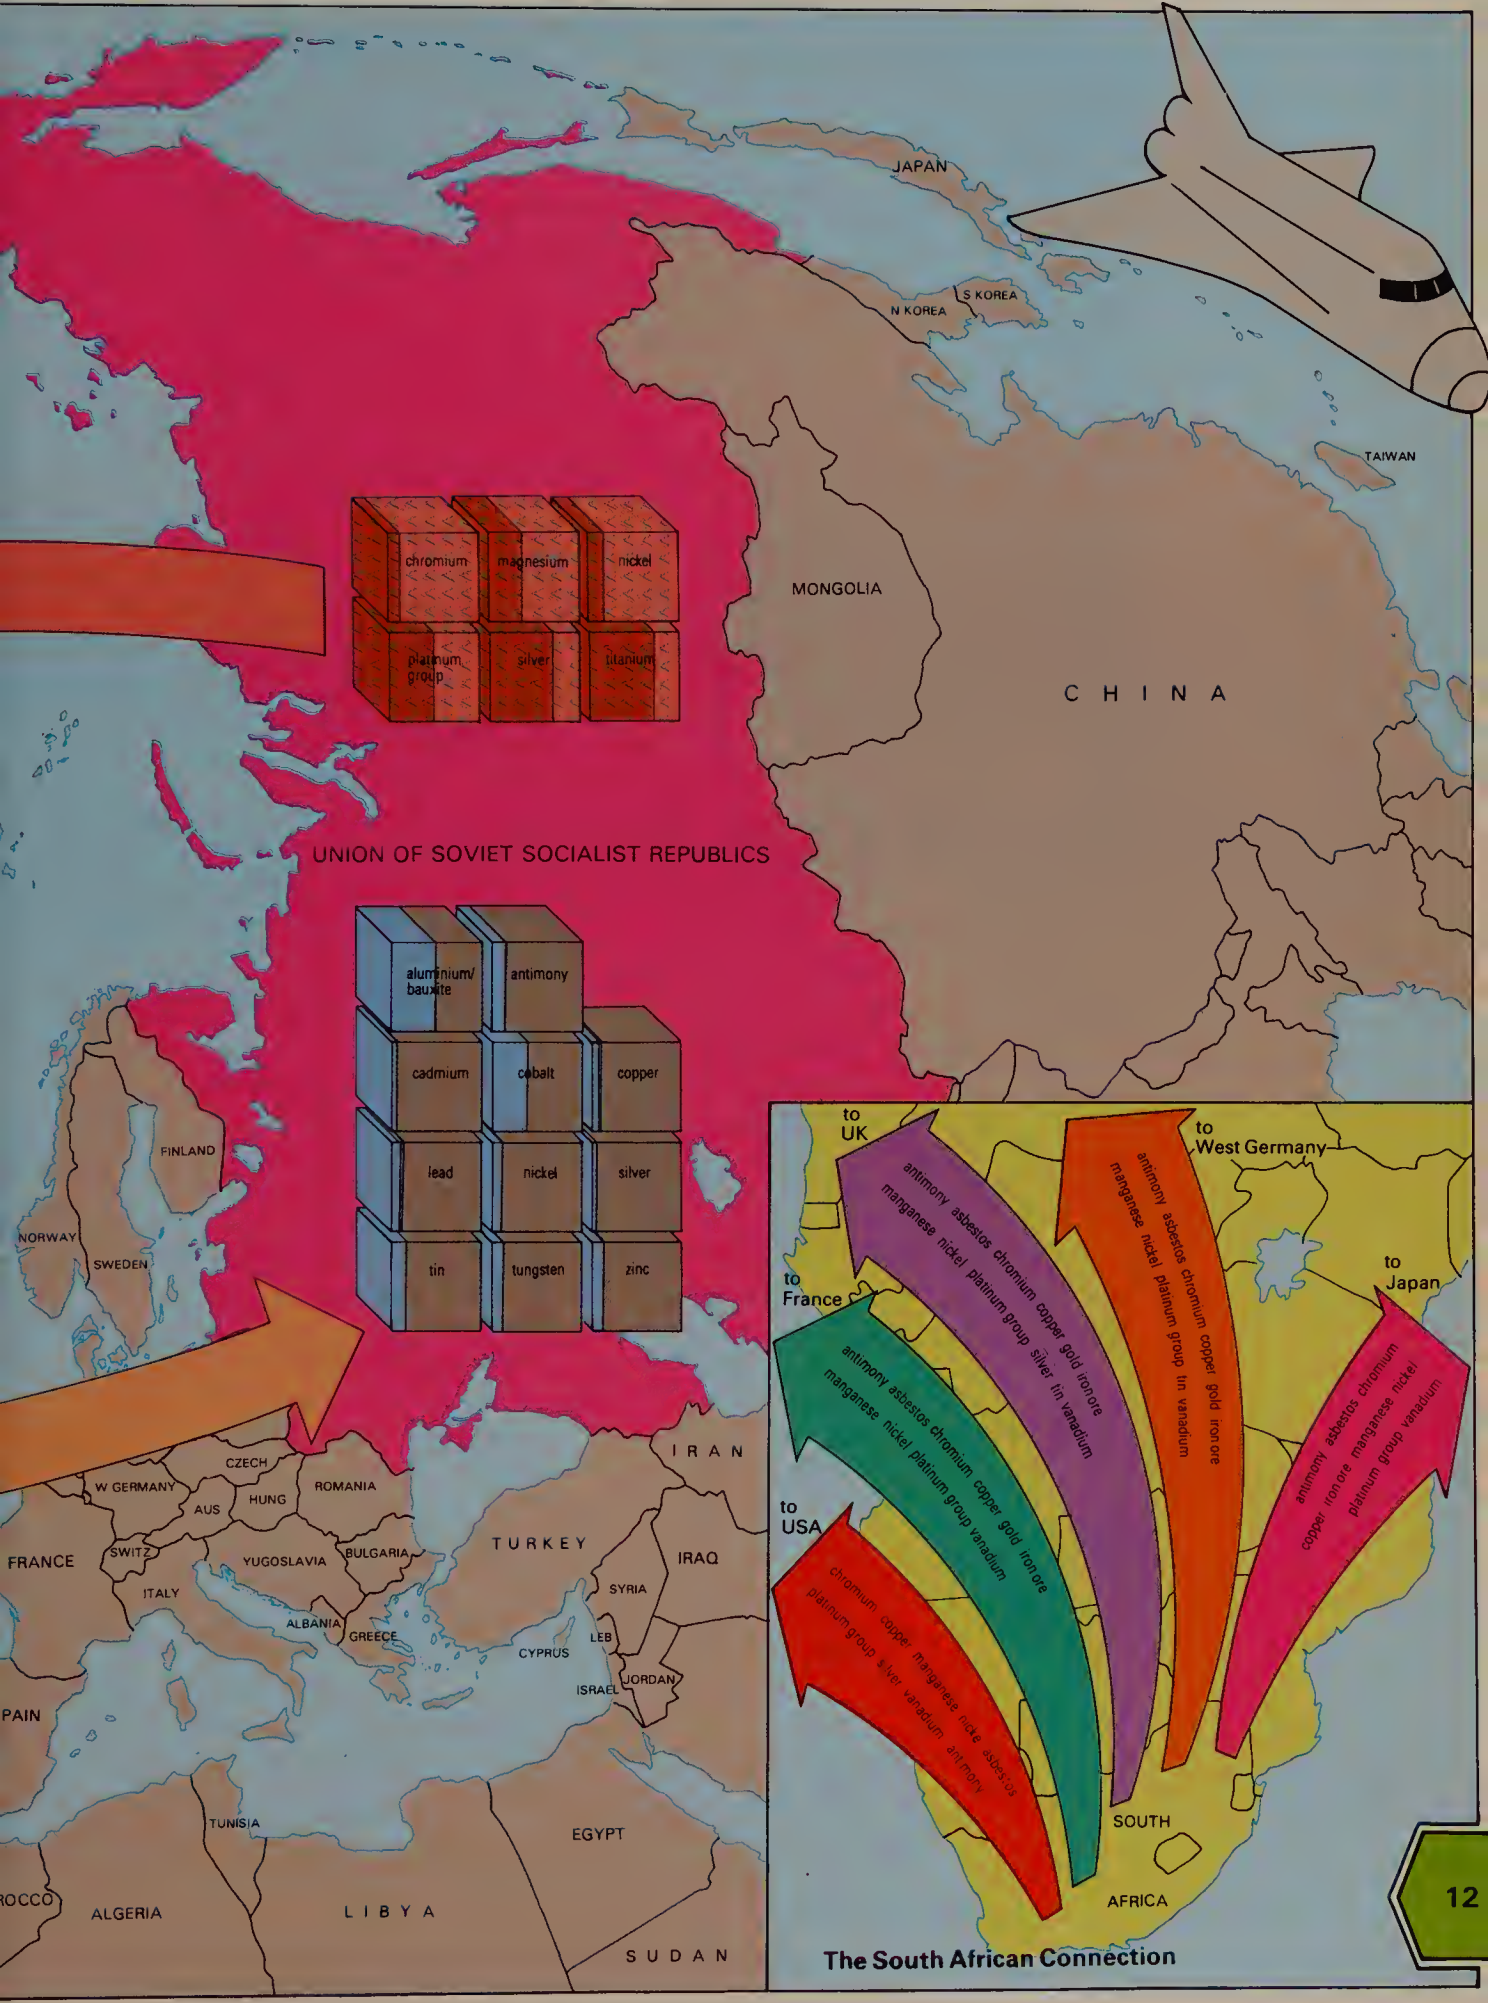 JAPAN
S KOREA
N KOREA
TAIWAN
chromium
magnesium
nickel
MONGOLIA
platinum
group
silver
titanium
C H I N A
UNION OF SOVIET SOCIALIST REPUBLICS
aluminium/
bauxite
antimony
cadmium
cobalt
copper
lead
nickel
silver
tin
tungsten
zinc
FINLAND
NORWAY
SWEDEN
CZECH
W GERMANY
AUS
HUNG
ROMANIA
I R A N
FRANCE
SWITZ
YUGOSLAVIA
BULGARIA
T U R K E Y
IRAQ
ITALY
SYRIA
ALBANIA
GREECE
CYPRUS
LEB
ISRAEL
JORDAN
PAIN
TUNISIA
EGYPT
ROCCO
ALGERIA
L I B Y A
S U D A N
to
UK
antimony asbestos chromium copper gold iron ore
manganese nickel platinum group silver tin vanadium
to
West Germany
antimony asbestos chromium copper gold iron ore
manganese nickel platinum group tin vanadium
to
Japan
antimony asbestos chromium
copper iron ore manganese nickel
platinum group vanadium
to
France
antimony asbestos chromium copper gold iron ore
manganese nickel platinum group vanadium
to
USA
chromium copper manganese nicke asbestos
platinum group silver vanadium antimony
SOUTH
AFRICA
The South African Connection
12